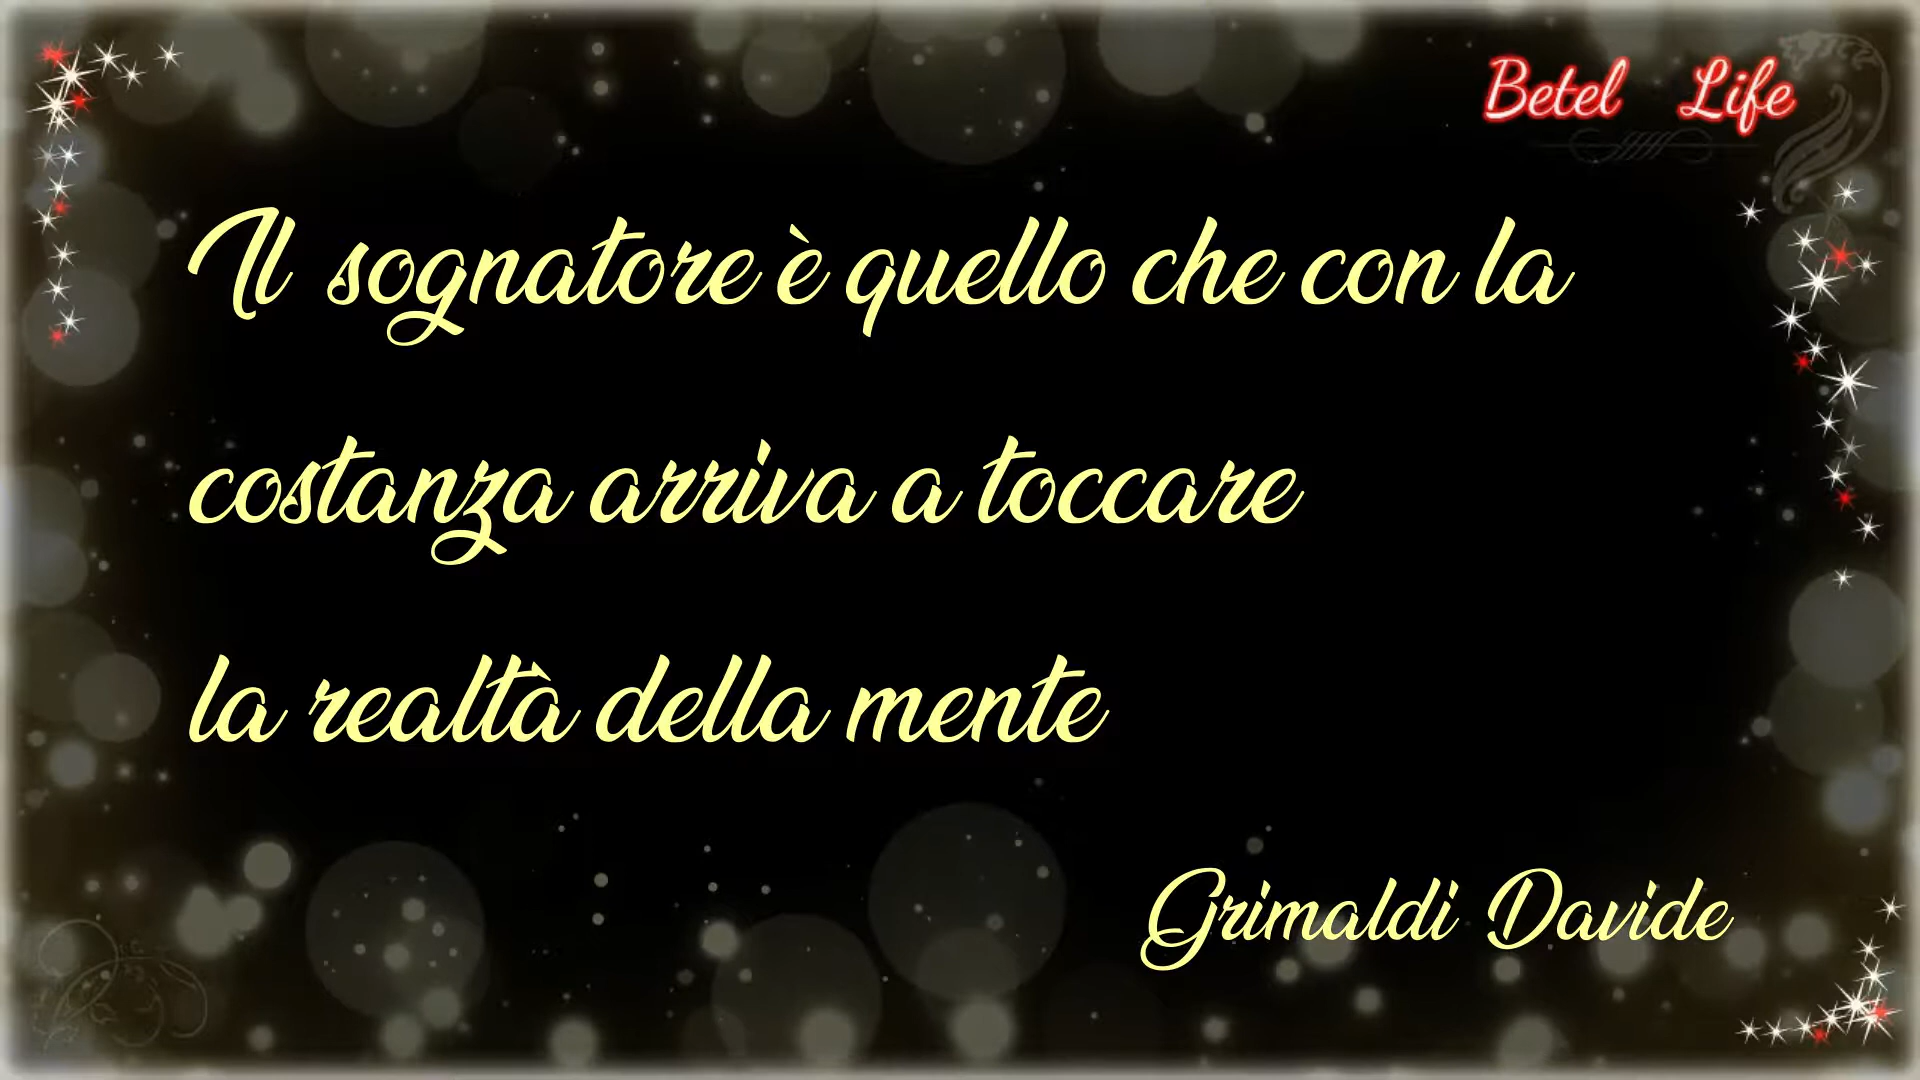 Betel Life
Il sognatore è quello che con la
costanza arriva a toccare
la realtà della mente
Grimaldi Davide